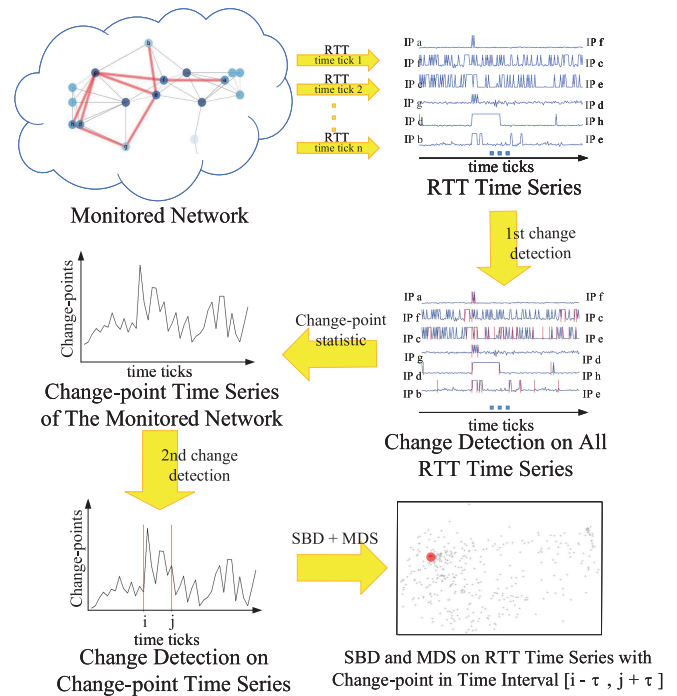 RTT
time tick 1
RTT
time tick 2
RTT
time tick n
IP a IP f
IP f IP c
IP e
IP g IP d
IP d IP h
IP b IP e
time ticks
RTT Time Series
Monitored Network
b
g
1st change
detection
IP a IP f
IP f IP c
IP c IP e
IP g IP d
IP d IP h
IP b IP e
time ticks
Change Detection on All
RTT Time Series
Change-point
statistic
Change-points
time ticks
Change-point Time Series
of The Monitored Network
2nd change
detection
Change-points
i j
time ticks
Change Detection on
Change-point Time Series
SBD + MDS
SBD and MDS on RTT Time Series with
Change-point in Time Interval [i - τ , j + τ ]